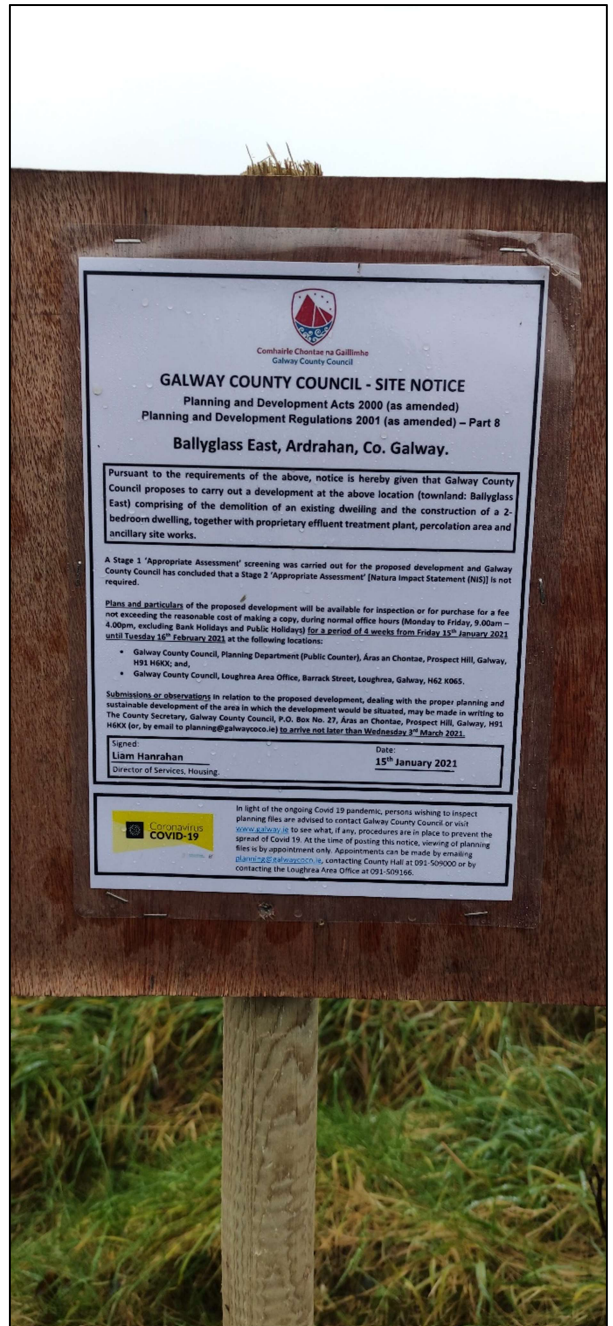 Comhairle Chontae na Gaillimhe
Galway County Council
GALWAY COUNTY COUNCIL - SITE NOTICE
Planning and Development Acts 2000 (as amended)
Planning and Development Regulations 2001 (as amended) – Part 8
Ballyglass East, Ardrahan, Co. Galway.
Pursuant to the requirements of the above, notice is hereby given that Galway County
Council proposes to carry out a development at the above location (townland: Ballyglass
East) comprising of the demolition of an existing dwelling and the construction of a 2-
bedroom dwelling, together with proprietary effluent treatment plant, percolation area and
ancillary site works.
A Stage 1 'Appropriate Assessment' screening was carried out for the proposed development and Galway
County Council has concluded that a Stage 2 'Appropriate Assessment' [Natura Impact Statement (NIS)] is not
required.
Plans and particulars of the proposed development will be available for inspection or for purchase for a fee
not exceeding the reasonable cost of making a copy, during normal office hours (Monday to Friday, 9.00am –
4.00pm, excluding Bank Holidays and Public Holidays) for a period of 4 weeks from Friday 15th January 2021
until Tuesday 16th February 2021 at the following locations:
• Galway County Council, Planning Department (Public Counter), Áras an Chontae, Prospect Hill, Galway,
H91 H6KX; and,
• Galway County Council, Loughrea Area Office, Barrack Street, Loughrea, Galway, H62 K065.
Submissions or observations in relation to the proposed development, dealing with the proper planning and
sustainable development of the area in which the development would be situated, may be made in writing to
The County Secretary, Galway County Council, P.O. Box No. 27, Áras an Chontae, Prospect Hill, Galway, H91
H6KX (or, by email to planning@galwaycoco.ie) to arrive not later than Wednesday 3rd March 2021.
Signed:
Liam Hanrahan
Director of Services, Housing.
Date:
15th January 2021
Coronavirus
COVID-19
In light of the ongoing Covid 19 pandemic, persons wishing to inspect
planning files are advised to contact Galway County Council or visit
www.galway.ie to see what, if any, procedures are in place to prevent the
spread of Covid 19. At the time of posting this notice, viewing of planning
files is by appointment only. Appointments can be made by emailing
planning@galwaycoco.ie, contacting County Hall at 091-509000 or by
contacting the Loughrea Area Office at 091-509166.